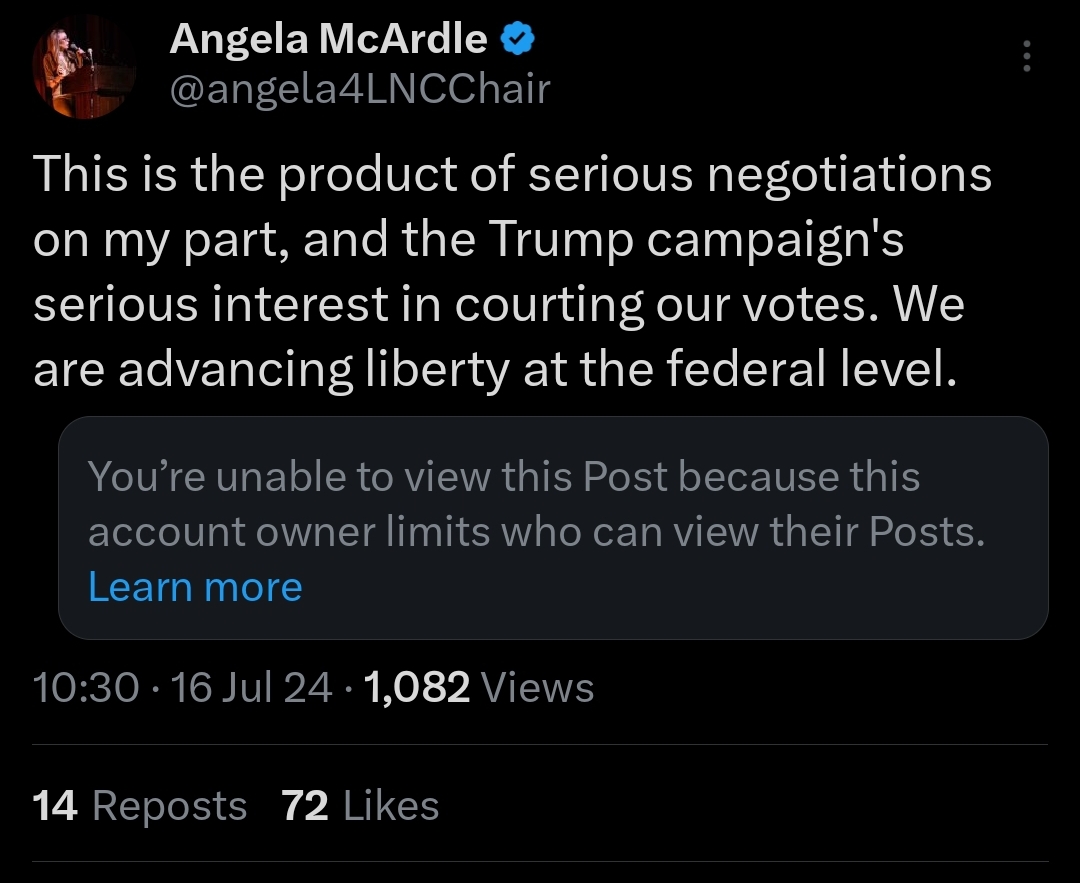 Angela McArdle
@angela4LNCChair
This is the product of serious negotiations
on my part, and the Trump campaign's
serious interest in courting our votes. We
are advancing liberty at the federal level.
You’re unable to view this Post because this
account owner limits who can view their Posts.
Learn more
10:30 · 16 Jul 24 · 1,082 Views
14 Reposts 72 Likes